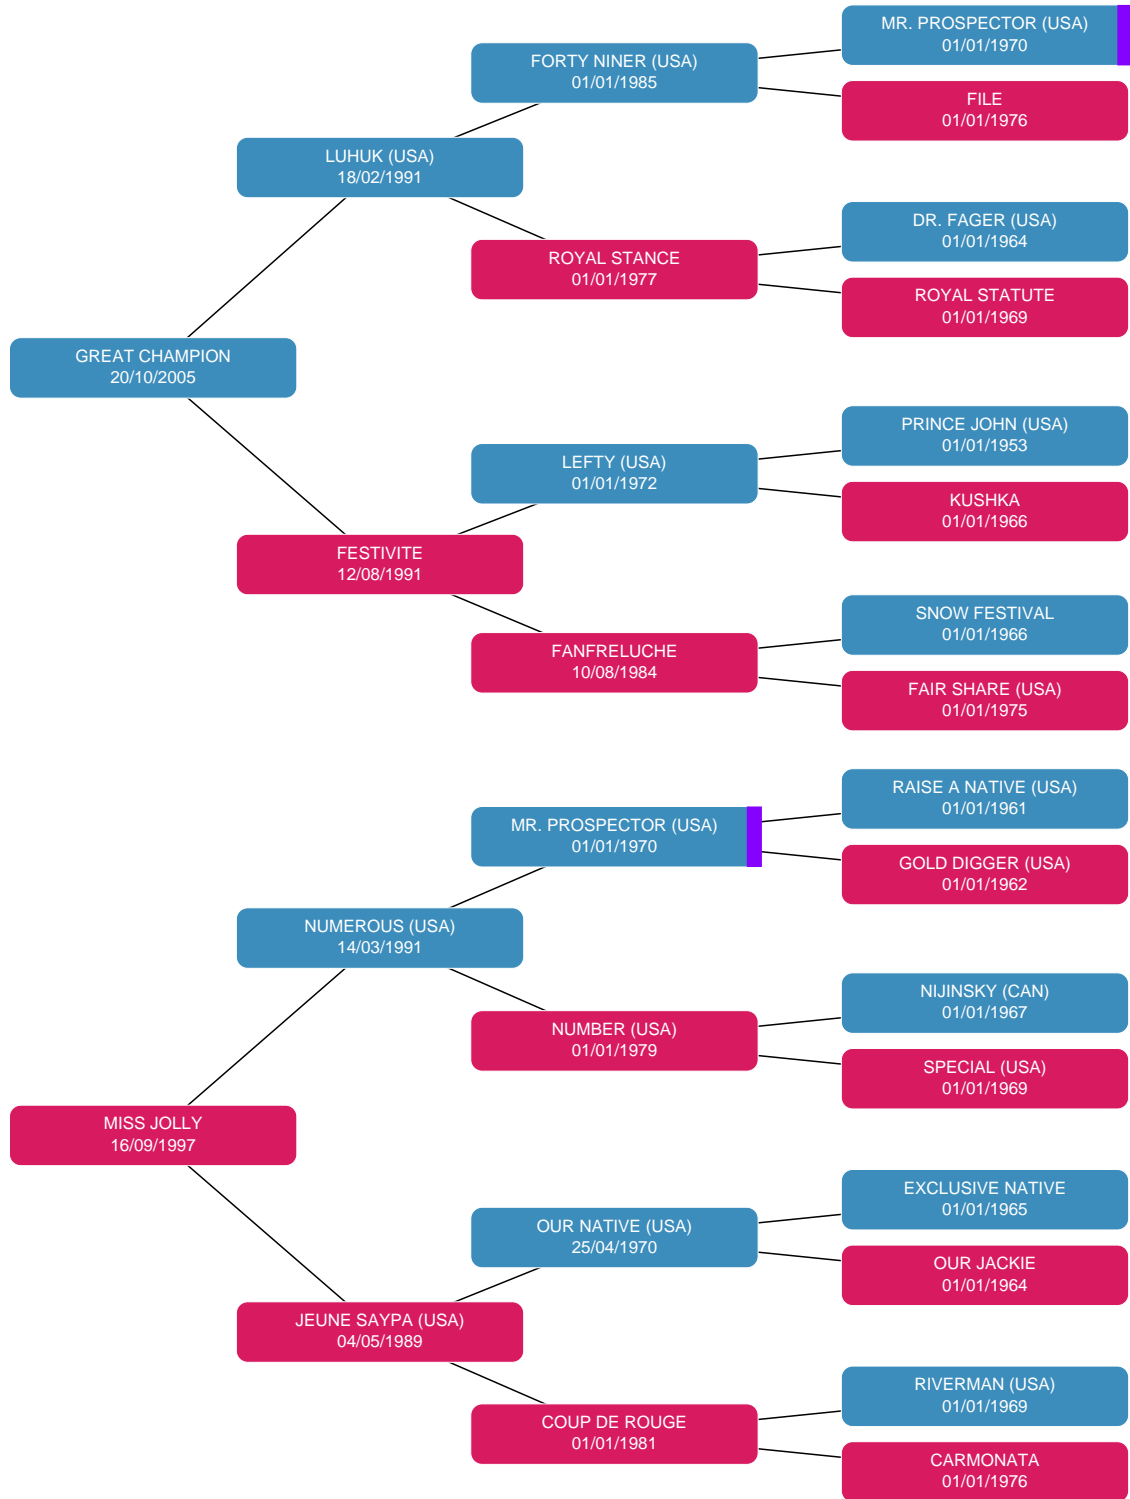 MR. PROSPECTOR (USA)
01/01/1970
FORTY NINER (USA)
01/01/1985
FILE
01/01/1976
LUHUK (USA)
18/02/1991
DR. FAGER (USA)
01/01/1964
ROYAL STANCE
01/01/1977
ROYAL STATUTE
01/01/1969
GREAT CHAMPION
20/10/2005
PRINCE JOHN (USA)
01/01/1953
LEFTY (USA)
01/01/1972
KUSHKA
01/01/1966
FESTIVITE
12/08/1991
SNOW FESTIVAL
01/01/1966
FANFRELUCHE
10/08/1984
FAIR SHARE (USA)
01/01/1975
RAISE A NATIVE (USA)
01/01/1961
MR. PROSPECTOR (USA)
01/01/1970
GOLD DIGGER (USA)
01/01/1962
NUMEROUS (USA)
14/03/1991
NIJINSKY (CAN)
01/01/1967
NUMBER (USA)
01/01/1979
SPECIAL (USA)
01/01/1969
MISS JOLLY
16/09/1997
EXCLUSIVE NATIVE
01/01/1965
OUR NATIVE (USA)
25/04/1970
OUR JACKIE
01/01/1964
JEUNE SAYPA (USA)
04/05/1989
RIVERMAN (USA)
01/01/1969
COUP DE ROUGE
01/01/1981
CARMONATA
01/01/1976